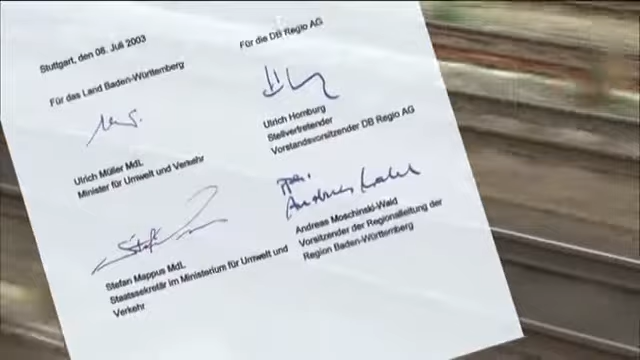 Stuttgart, den 08. Juli 2003
Für das Land Baden-Württemberg
Ulrich Müller MdL
Minister für Umwelt und Verkehr
Stefan Mappus MdL
Staatssekretär im Ministerium für Umwelt und
Verkehr
Für die DB Regio AG
Ulrich Homburg
Stellvertretender
Vorstandsvorsitzender DB Regio AG
ppa.
Andreas Moschinski-Wald
Vorsitzender der Regionalleitung der
Region Baden-Württemberg